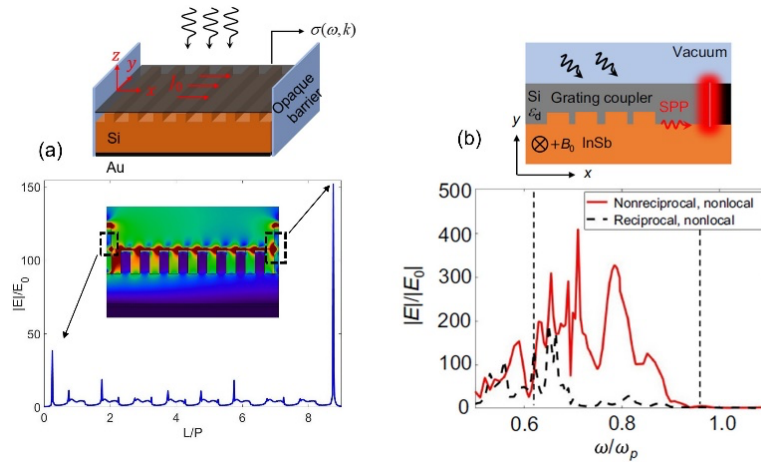 σ(ω,k)
z
y
Opaque
barrier
Si
(a)
Au
150
100
50
0
|E|/E0
0
2
4
6
8
L/P
Vacuum
Si
Grating coupler
SPP
εd
(b)
y
+B0
InSb
x
500
400
300
200
100
0
|E|/|E0|
Nonreciprocal, nonlocal
Reciprocal, nonlocal
0.6
0.8
1.0
ω/ωp